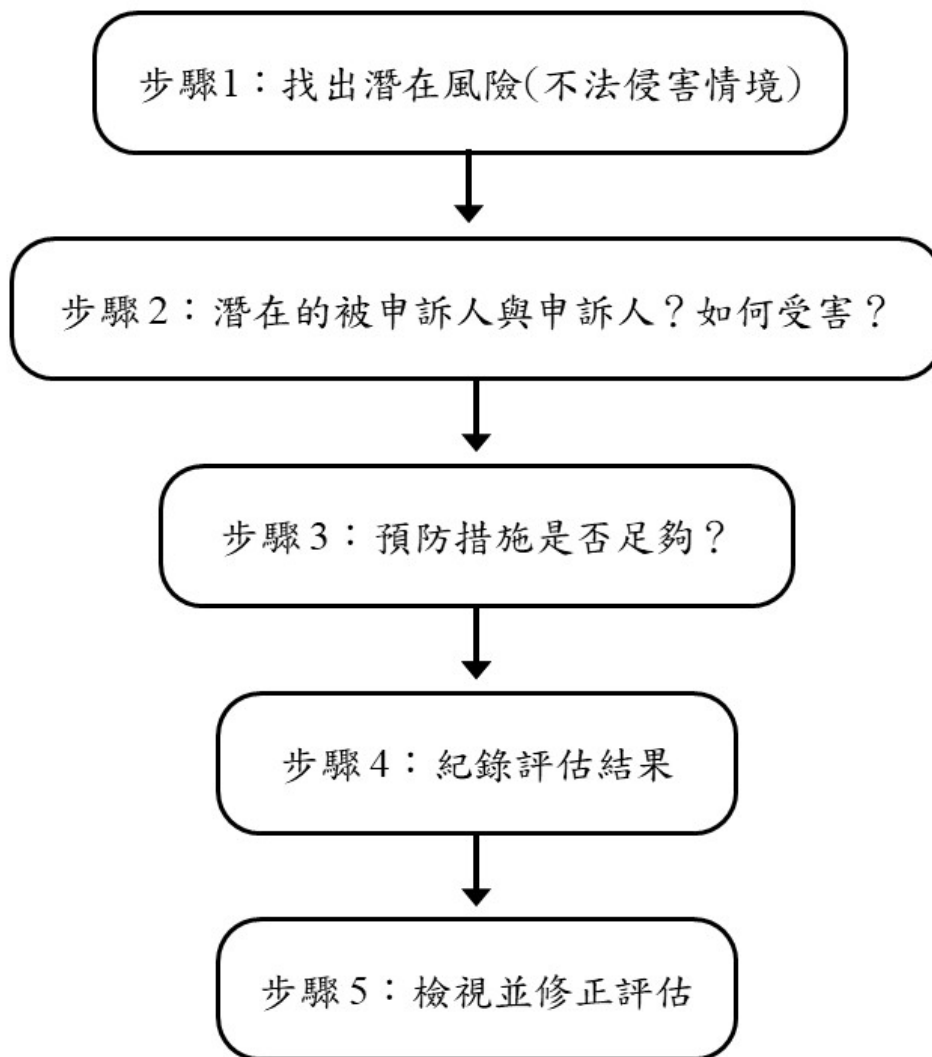 步驟1：找出潛在風險(不法侵害情境)
步驟2：潛在的被申訴人與申訴人？如何受害？
步驟3：預防措施是否足夠？
步驟4：紀錄評估結果
步驟5：檢視並修正評估